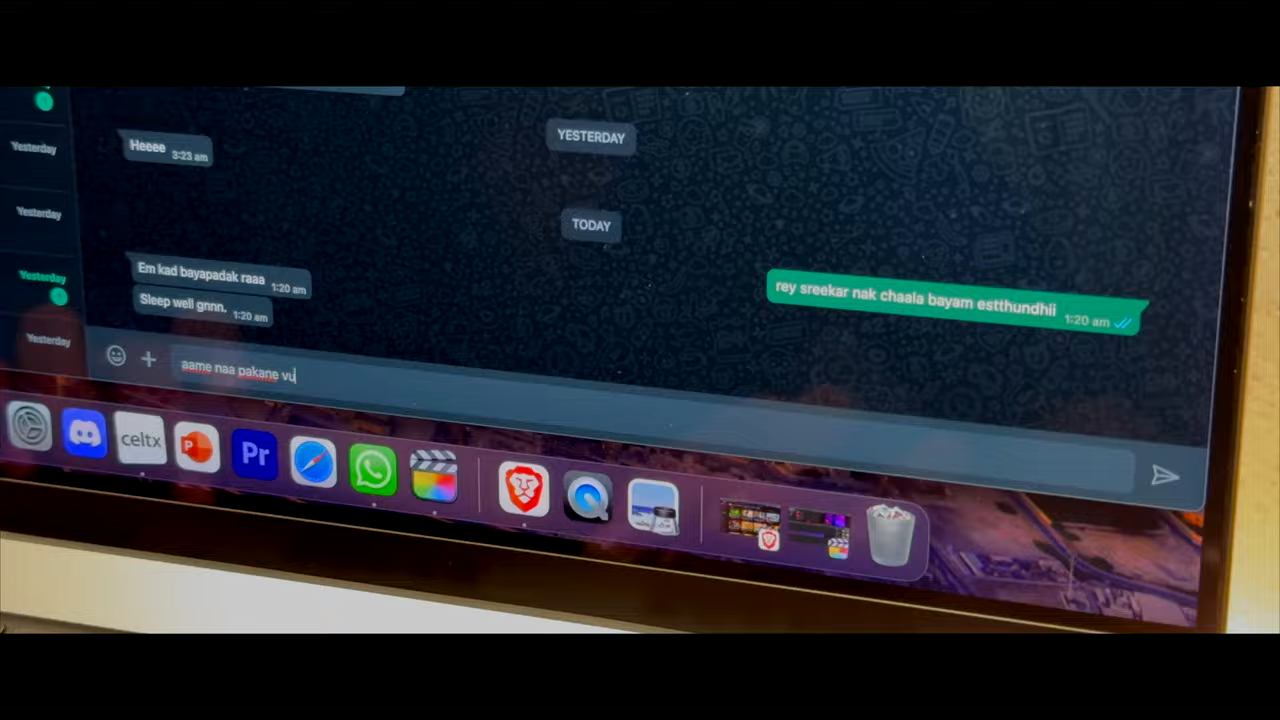 Yesterday
Yesterday
Yesterday
Yesterday
YESTERDAY
Heeee 3:23 am
TODAY
rey sreekar nak chaala bayam estthundhii 1:20 am
Em kad bayapadak raaa 1:20 am
Sleep well gnnn, 1:20 am
aame naa pakane vu
celtx
P
Pr